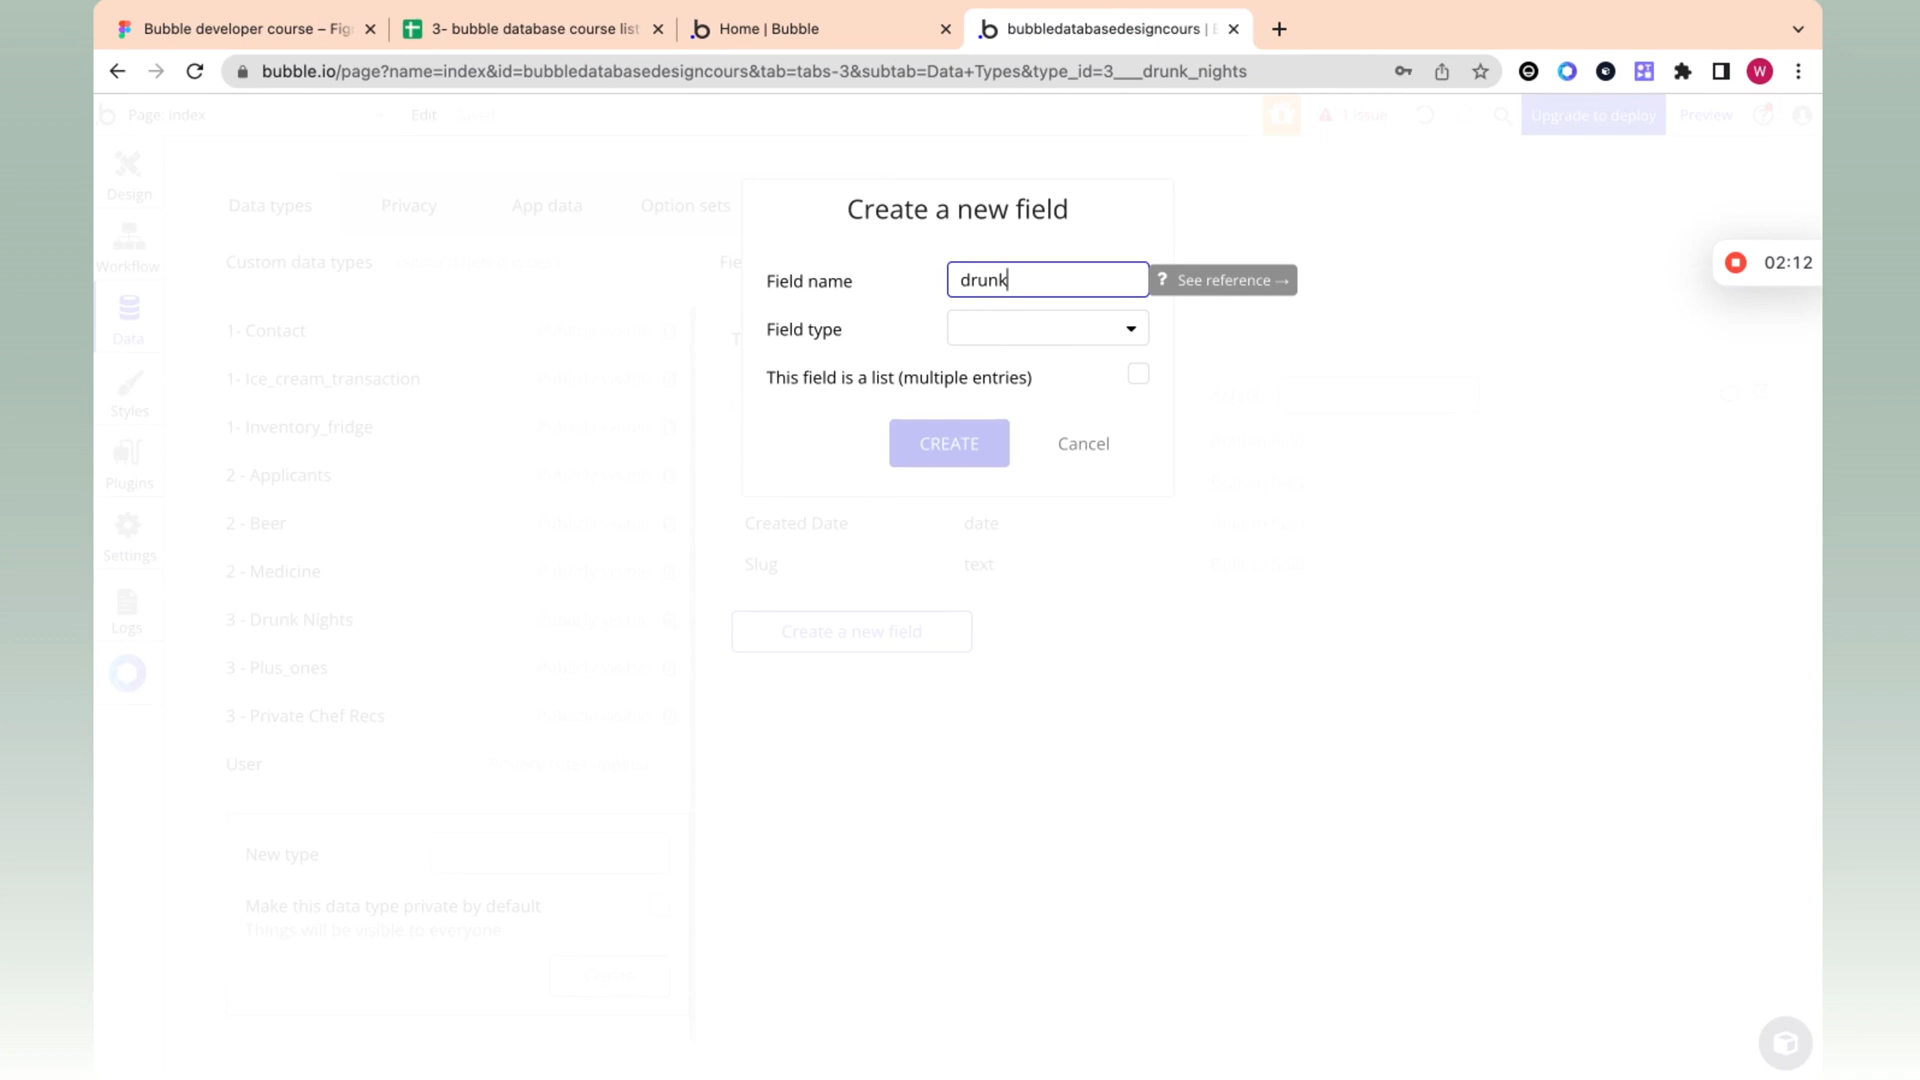 Bubble developer course – Fig
3- bubble database course list
Home | Bubble
bubbledatabasedesigncours |
bubble.io/page?name=index&id=bubbledatabasedesigncours&tab=tabs-3&subtab=Data+Types&type_id=3___drunk_nights
W
Page: index
Edit
Saved
1 issue
Upgrade to deploy
Preview
Design
Workflow
Data
Styles
Plugins
Settings
Logs
Data types
Privacy
App data
Option sets
Custom data types
1- Contact
1- Ice_cream_transaction
1- Inventory_fridge
2 - Applicants
2 - Beer
2 - Medicine
3 - Drunk Nights
3 - Plus_ones
3 - Private Chef Recs
User
New type
Make this data type private by default
Things will be visible to everyone
Create a new field
Field name
drunk
? See reference →
Field type
This field is a list (multiple entries)
CREATE
Cancel
Created Date
date
Slug
text
Create a new field
02:12